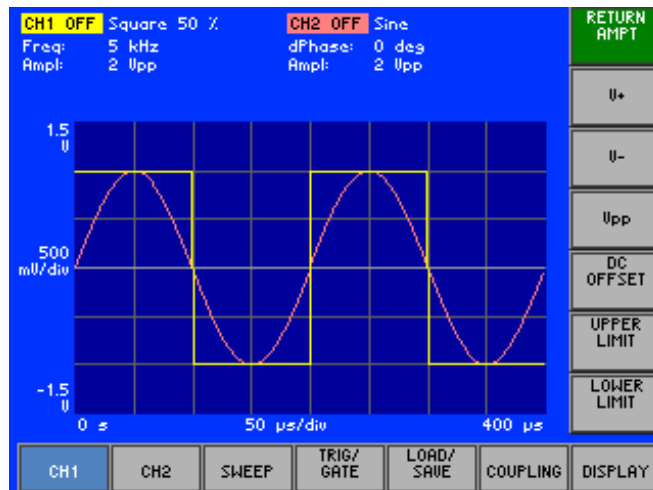 CH1 OFF Square 50 % CH2 OFF Sine
Freq: 5 kHz dPhase: 0 deg
Ampl: 2 Vpp Ampl: 2 Vpp
RETURN
AMPT
V+
V-
Vpp
DC
OFFSET
UPPER
LIMIT
LOWER
LIMIT
1.5
V
500
mV/div
-1.5
V
0 s 50 µs/div 400 µs
CH1 CH2 SWEEP TRIG/
GATE LOAD/
SAVE COUPLING DISPLAY